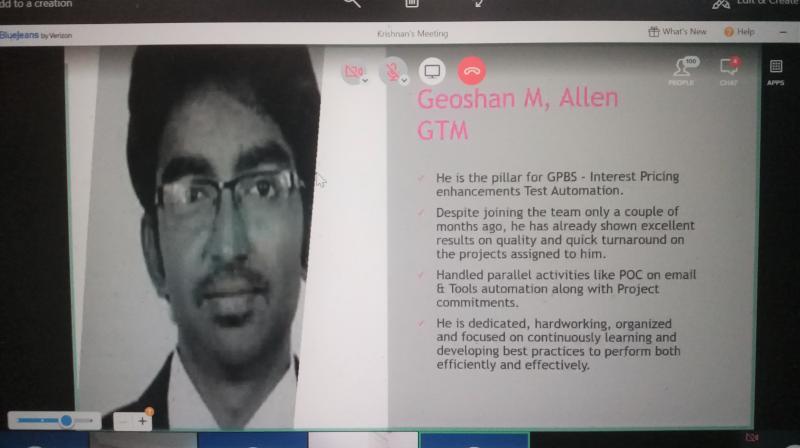 dd to a creation
Edit & Create
BlueJeans by Verizon
Krishnan's Meeting
What's New
Help
100
PEOPLE
4
CHAT
APPS
Geoshan M, Allen
GTM
He is the pillar for GPBS - Interest Pricing
enhancements Test Automation.
Despite joining the team only a couple of
months ago, he has already shown excellent
results on quality and quick turnaround on
the projects assigned to him.
Handled parallel activities like POC on email
& Tools automation along with Project
commitments.
He is dedicated, hardworking, organized
and focused on continuously learning and
developing best practices to perform both
efficiently and effectively.